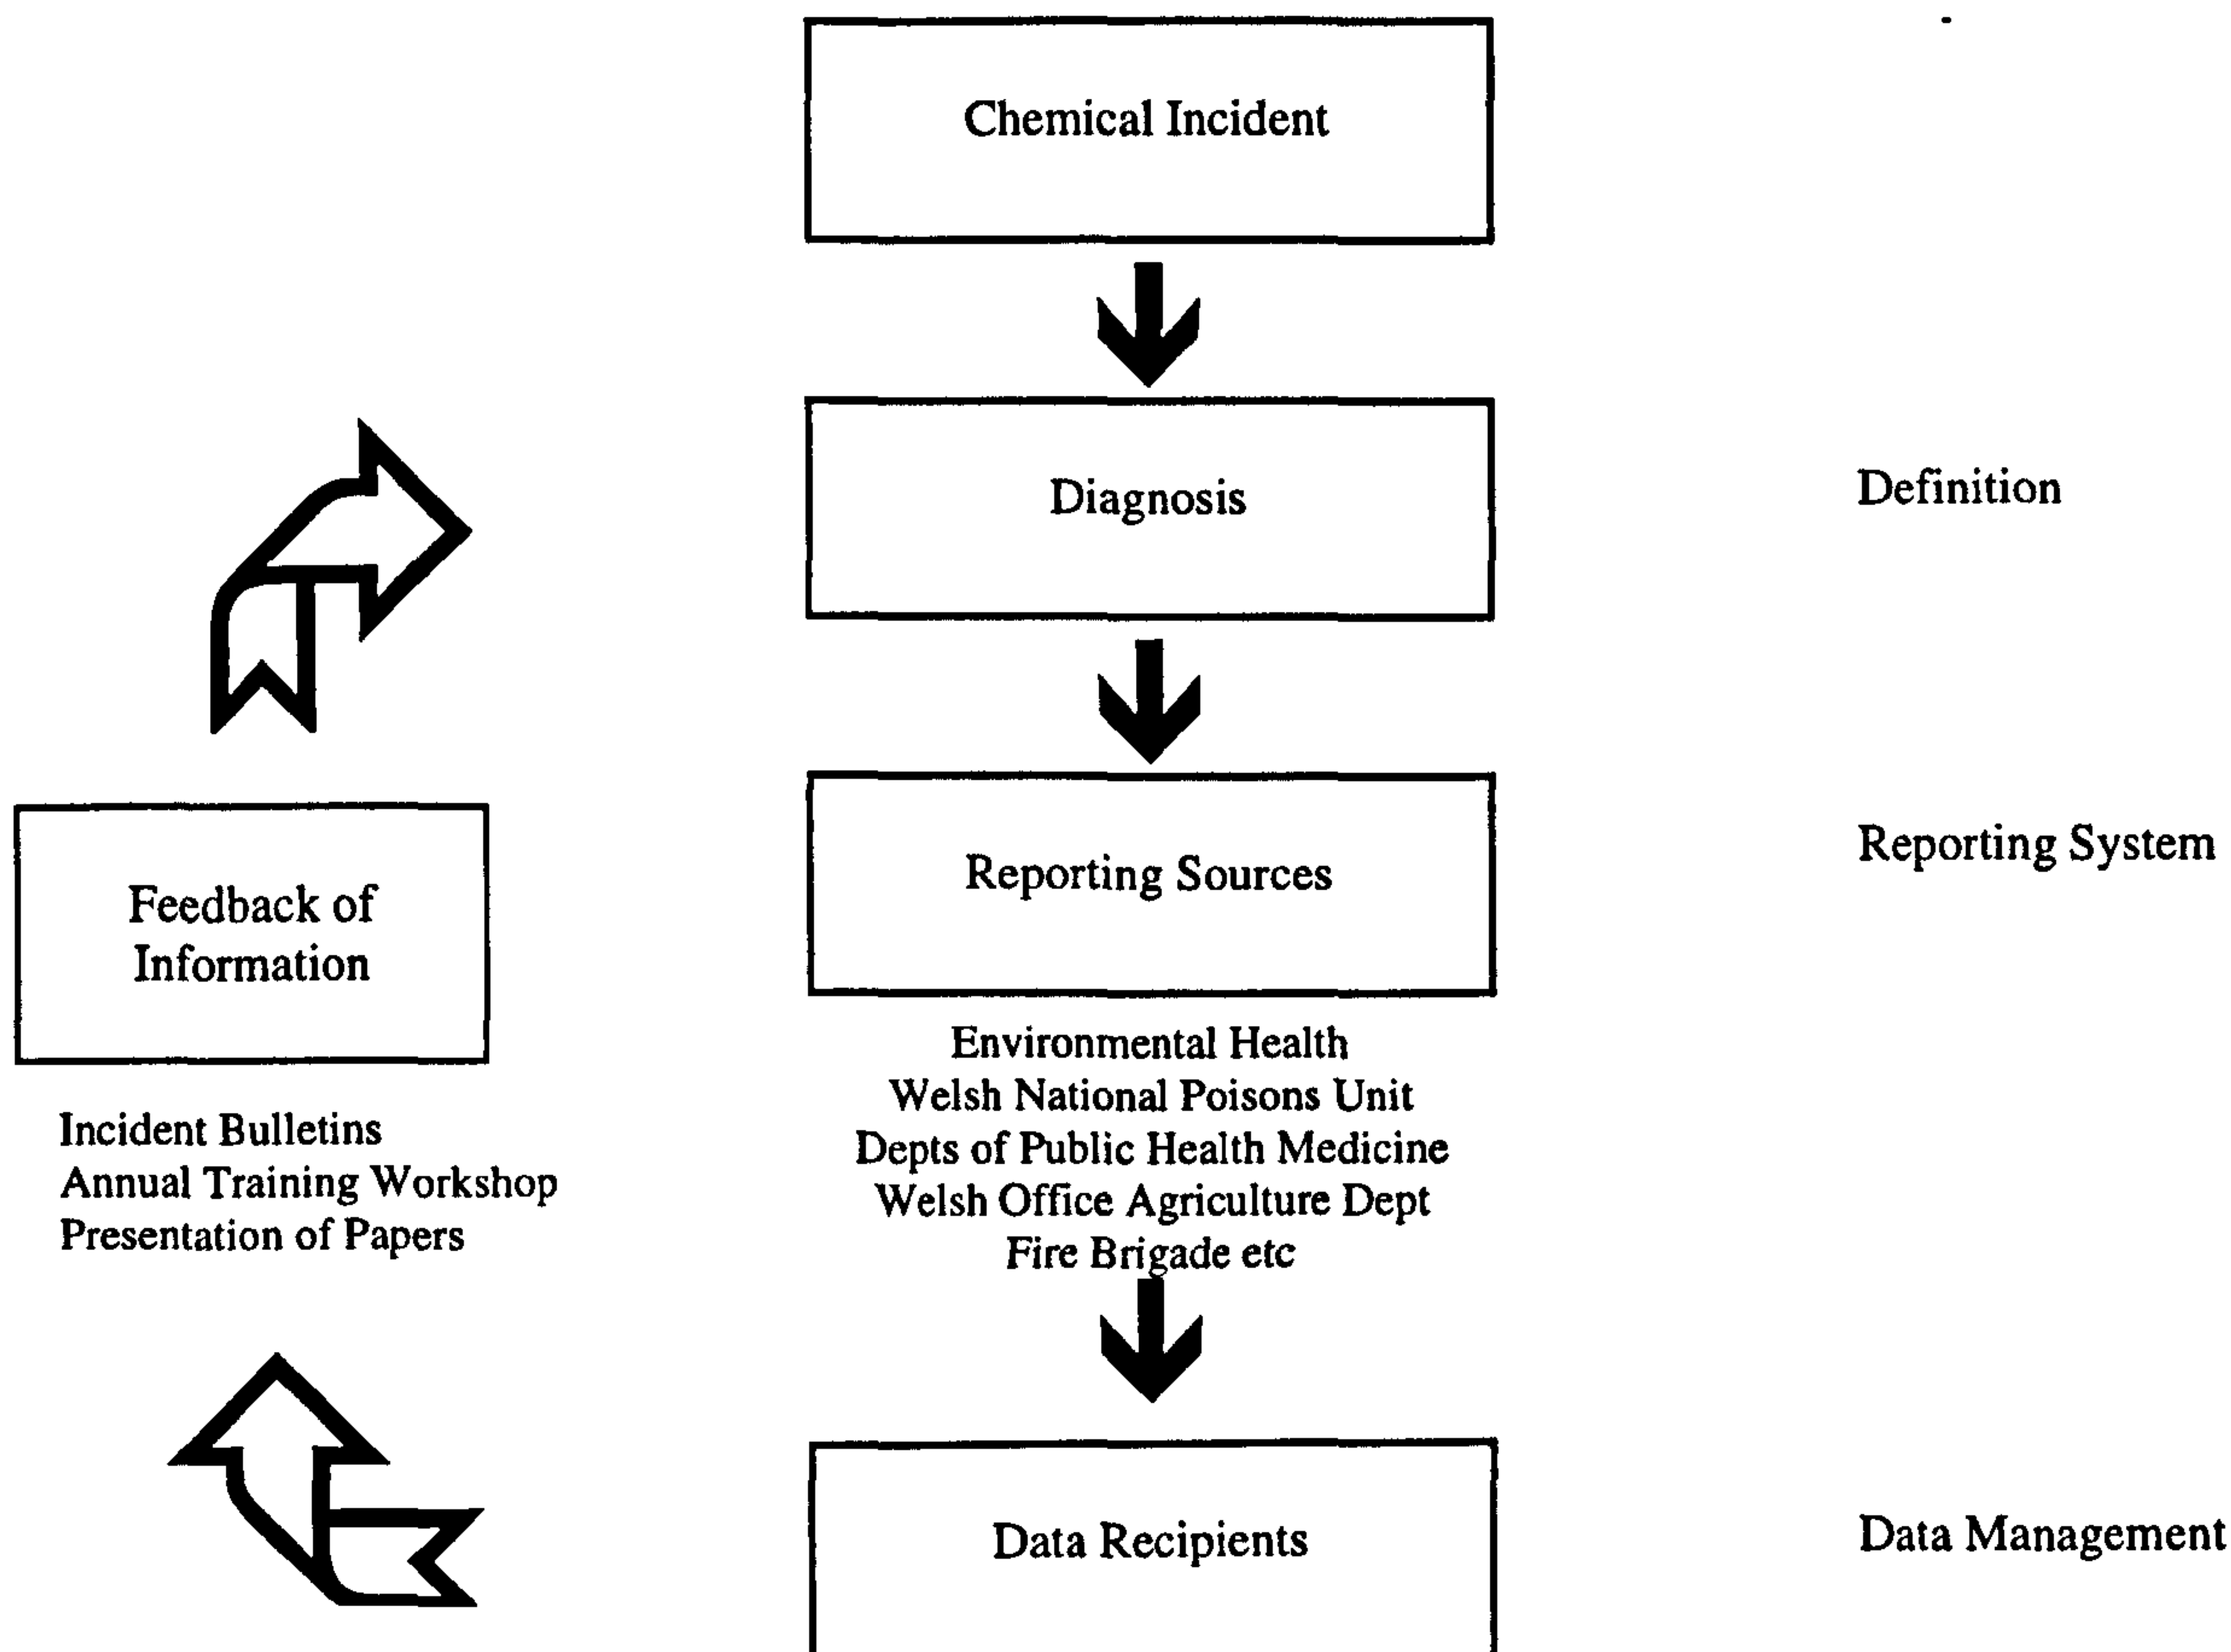 Chemical Incident
Diagnosis
Definition
Reporting Sources
Reporting System
Feedback of
Information
Environmental Health
Welsh National Poisons Unit
Depts of Public Health Medicine
Welsh Office Agriculture Dept
Fire Brigade etc
Incident Bulletins
Annual Training Workshop
Presentation of Papers
Data Recipients
Data Management